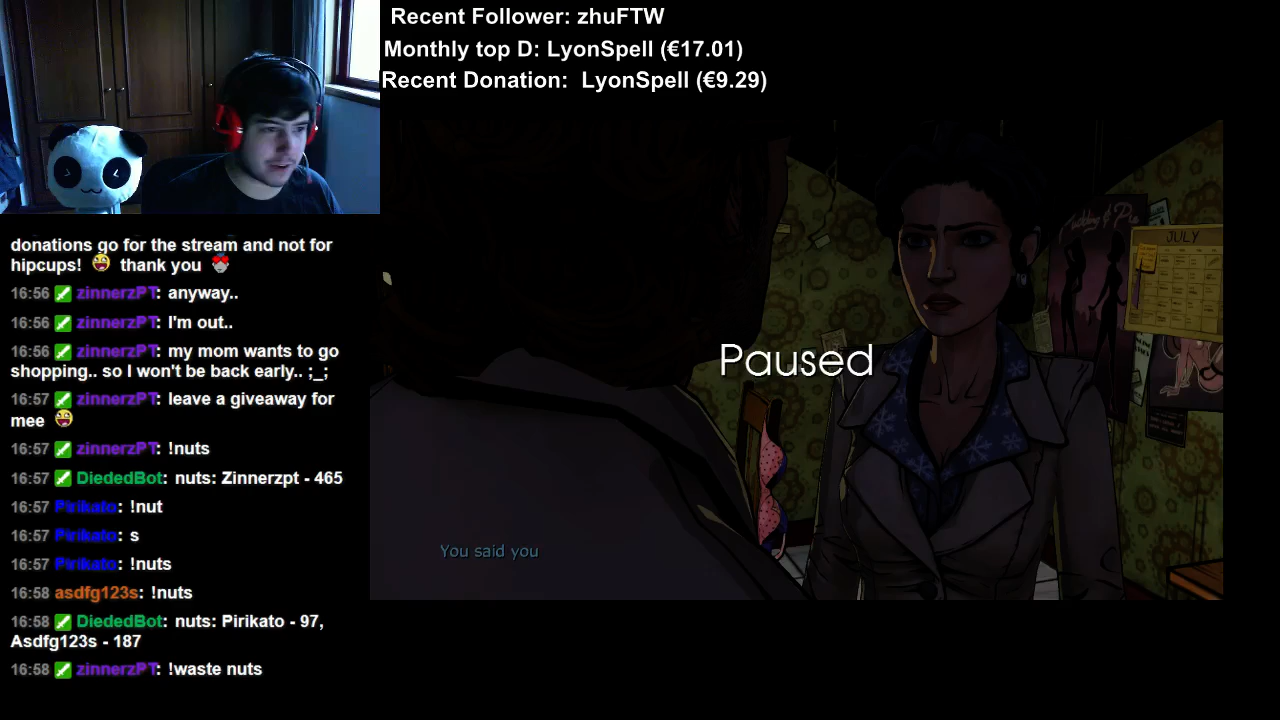 Recent Follower: zhuFTW
Monthly top D: LyonSpell (€17.01)
Recent Donation: LyonSpell (€9.29)
donations go for the stream and not for
hipcups! thank you
16:56 zinnerzPT: anyway..
16:56 zinnerzPT: I'm out..
16:56 zinnerzPT: my mom wants to go
shopping.. so I won't be back early.. ;_;
16:57 zinnerzPT: leave a giveaway for
mee
16:57 zinnerzPT: !nuts
16:57 DiededBot: nuts: Zinnerzpt - 465
16:57 Pirikato: !nut
16:57 Pirikato: s
16:57 Pirikato: !nuts
16:58 asdfg123s: !nuts
16:58 DiededBot: nuts: Pirikato - 97,
Asdfg123s - 187
16:58 zinnerzPT: !waste nuts
Pudding & Pie
JULY
Paused
You said you